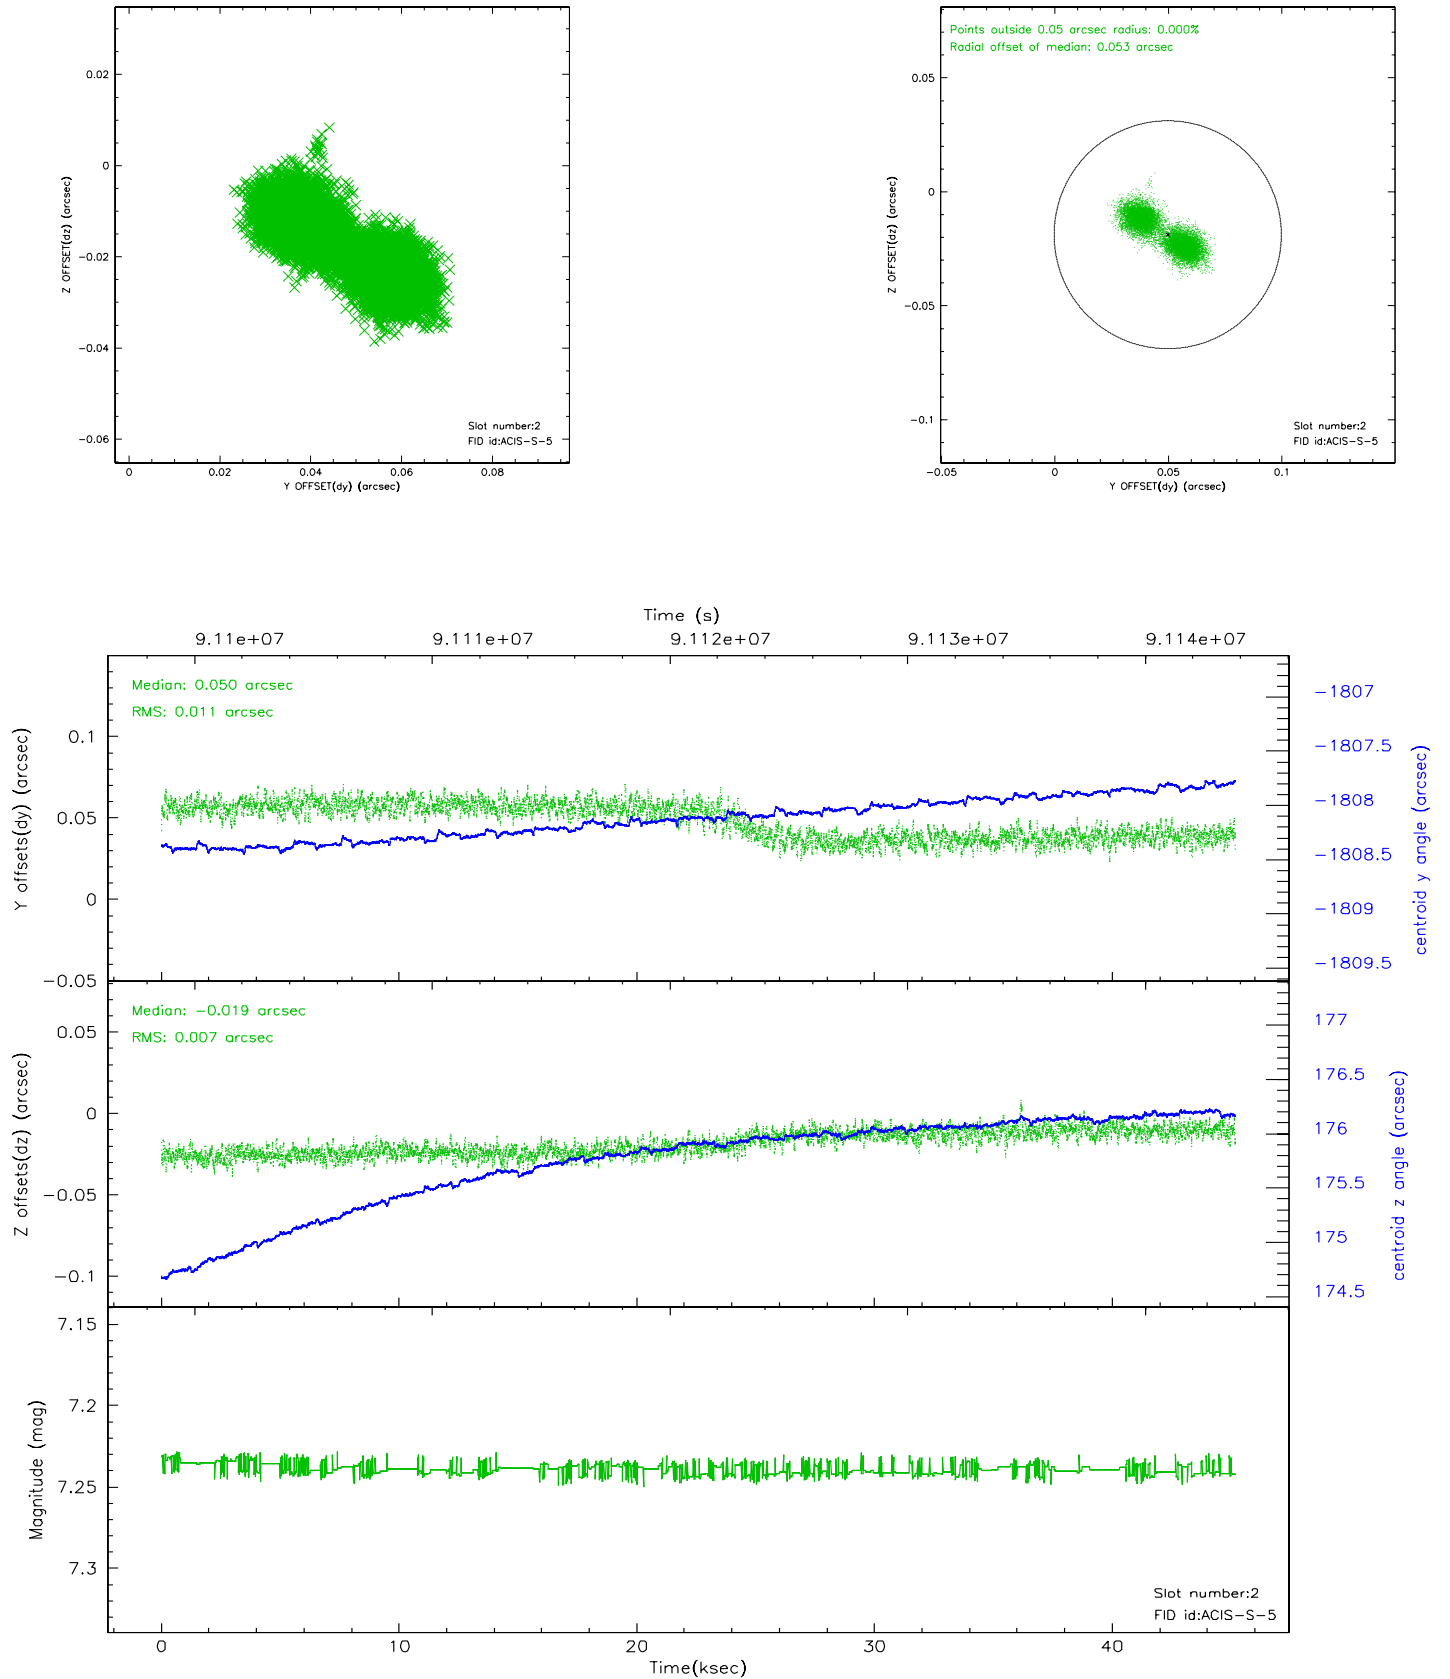 0.02
0
-0.02
-0.04
-0.06
Z OFFSET(dz) (arcsec)
Slot number:2
FID id:ACIS-S-5
0
0.02
0.04
0.06
0.08
Y OFFSET(dy) (arcsec)
Points outside 0.05 arcsec radius: 0.000%
Radial offset of median: 0.053 arcsec
0.05
0
-0.05
-0.1
Z OFFSET(dz) (arcsec)
Slot number:2
FID id:ACIS-S-5
-0.05
0
0.05
0.1
Y OFFSET(dy) (arcsec)
Time (s)
9.11e+07
9.111e+07
9.112e+07
9.113e+07
9.114e+07
Median: 0.050 arcsec
RMS: 0.011 arcsec
0.1
0.05
0
-0.05
Y offsets(dy) (arcsec)
-1807
-1807.5
-1808
-1808.5
-1809
-1809.5
centroid y angle (arcsec)
Median: -0.019 arcsec
RMS: 0.007 arcsec
0.05
0
-0.05
-0.1
Z offsets(dz) (arcsec)
177
176.5
176
175.5
175
174.5
centroid z angle (arcsec)
7.15
7.2
7.25
7.3
Magnitude (mag)
Slot number:2
FID id:ACIS-S-5
0
10
20
30
40
Time(ksec)